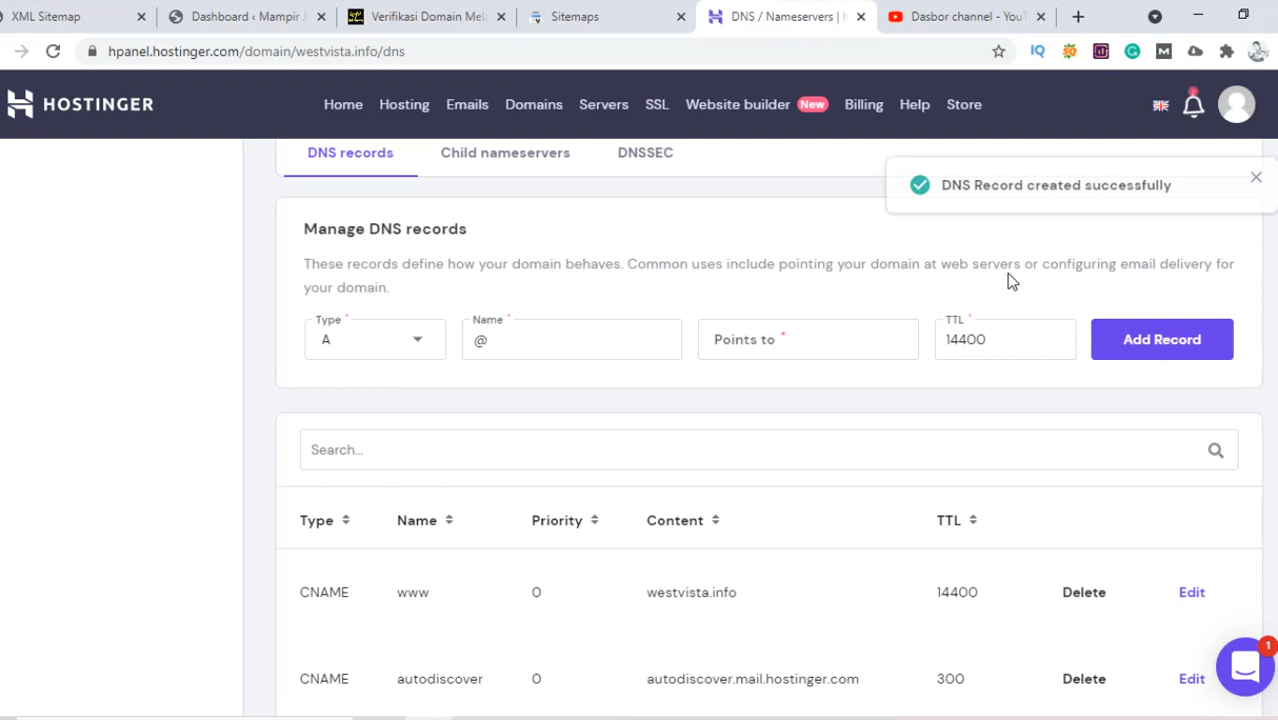 XML Sitemap
Dashboard ‹ Mampir J
Verifikasi Domain Mel
Sitemaps
DNS / Nameservers | h
Dasbor channel - YouT
hpanel.hostinger.com/domain/westvista.info/dns
HOSTINGER
Home
Hosting
Emails
Domains
Servers
SSL
Website builder New
Billing
Help
Store
DNS records
Child nameservers
DNSSEC
DNS Record created successfully
Manage DNS records
These records define how your domain behaves. Common uses include pointing your domain at web servers or configuring email delivery for
your domain.
Type *
Name *
TTL *
A
@
Points to *
14400
Add Record
Search...
Type
Name
Priority
Content
TTL
CNAME
www
0
westvista.info
14400
Delete
Edit
1
CNAME
autodiscover
0
autodiscover.mail.hostinger.com
300
Delete
Edit